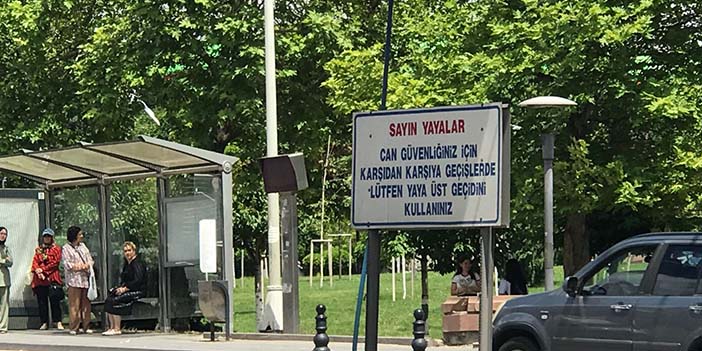 SAYIN YAYALAR
CAN GÜVENLİĞİNİZ İÇİN
KARŞIDAN KARŞIYA GEÇİŞLERDE
LÜTFEN YAYA ÜST GEÇİDİNİ
KULLANINIZ